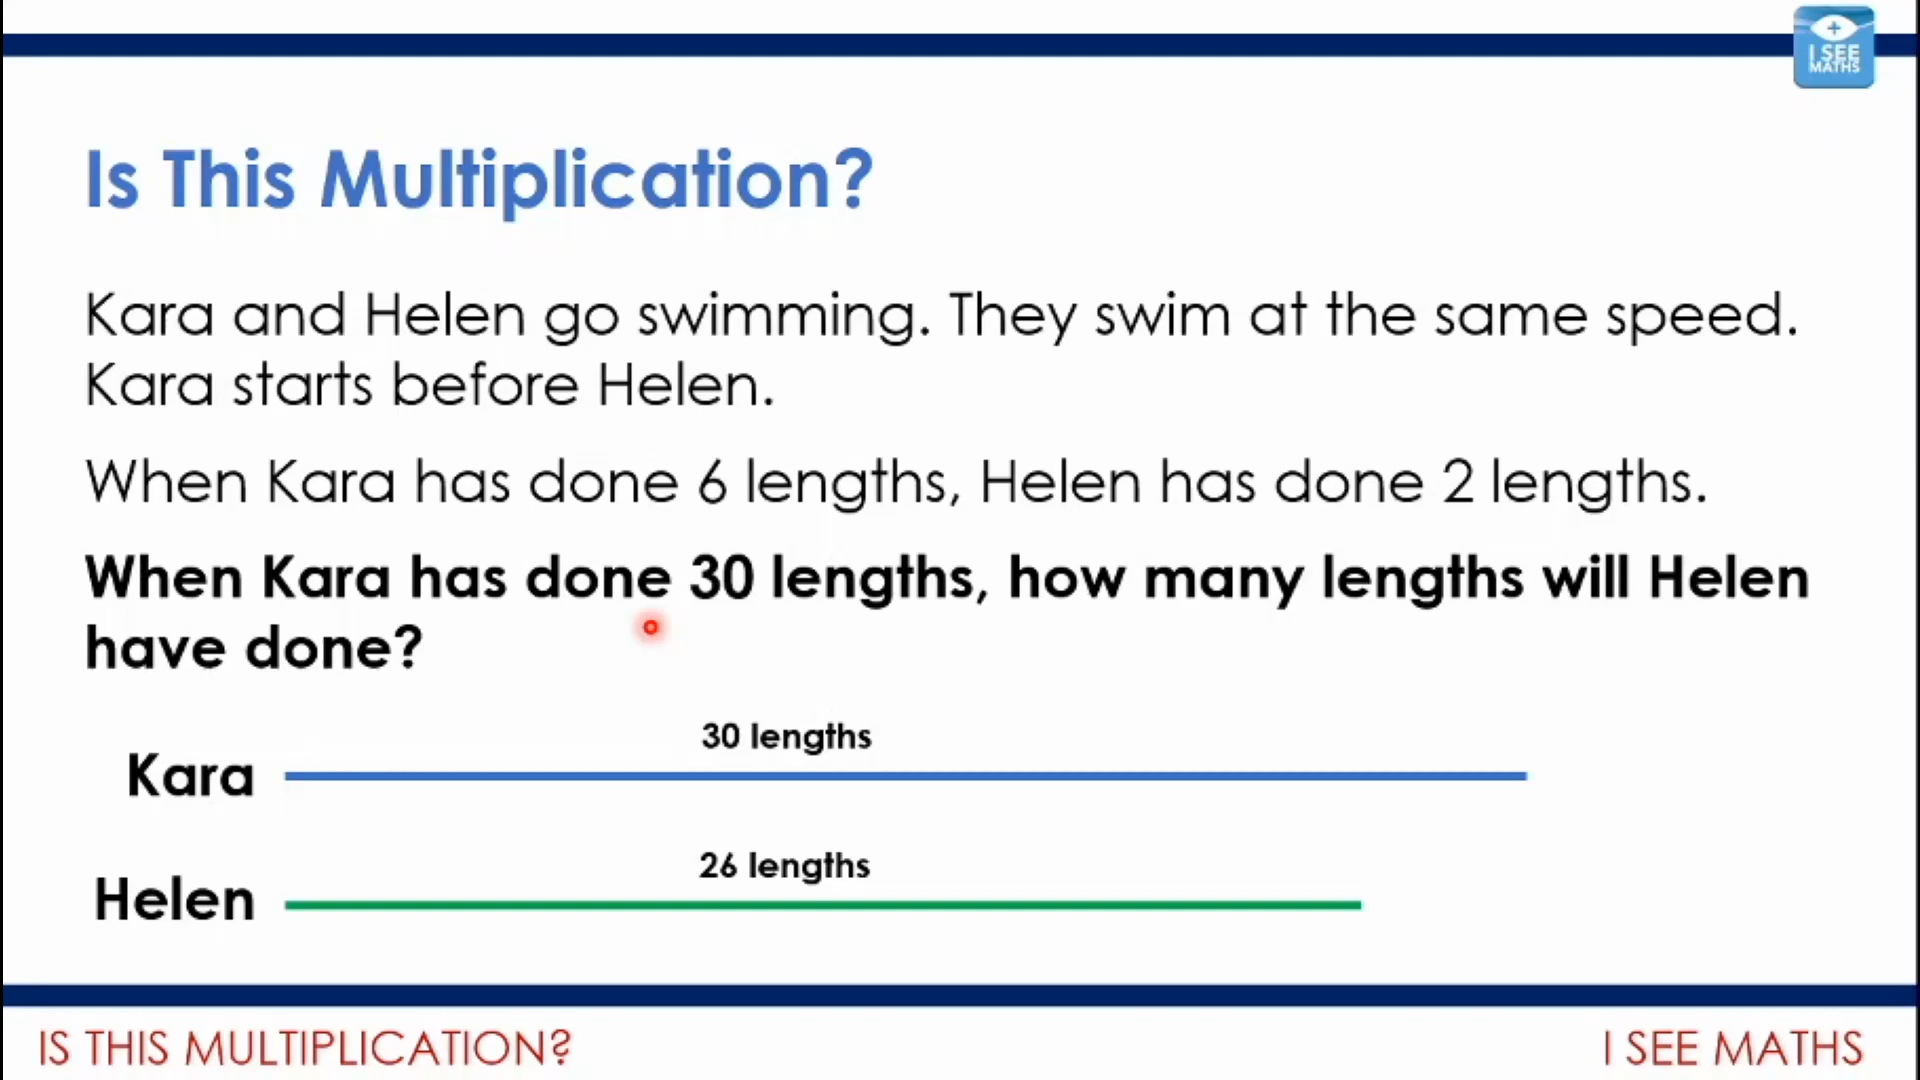 I SEE
MATHS
Is This Multiplication?
Kara and Helen go swimming. They swim at the same speed.
Kara starts before Helen.
When Kara has done 6 lengths, Helen has done 2 lengths.
When Kara has done 30 lengths, how many lengths will Helen
have done?
30 lengths
Kara
26 lengths
Helen
IS THIS MULTIPLICATION?
I SEE MATHS